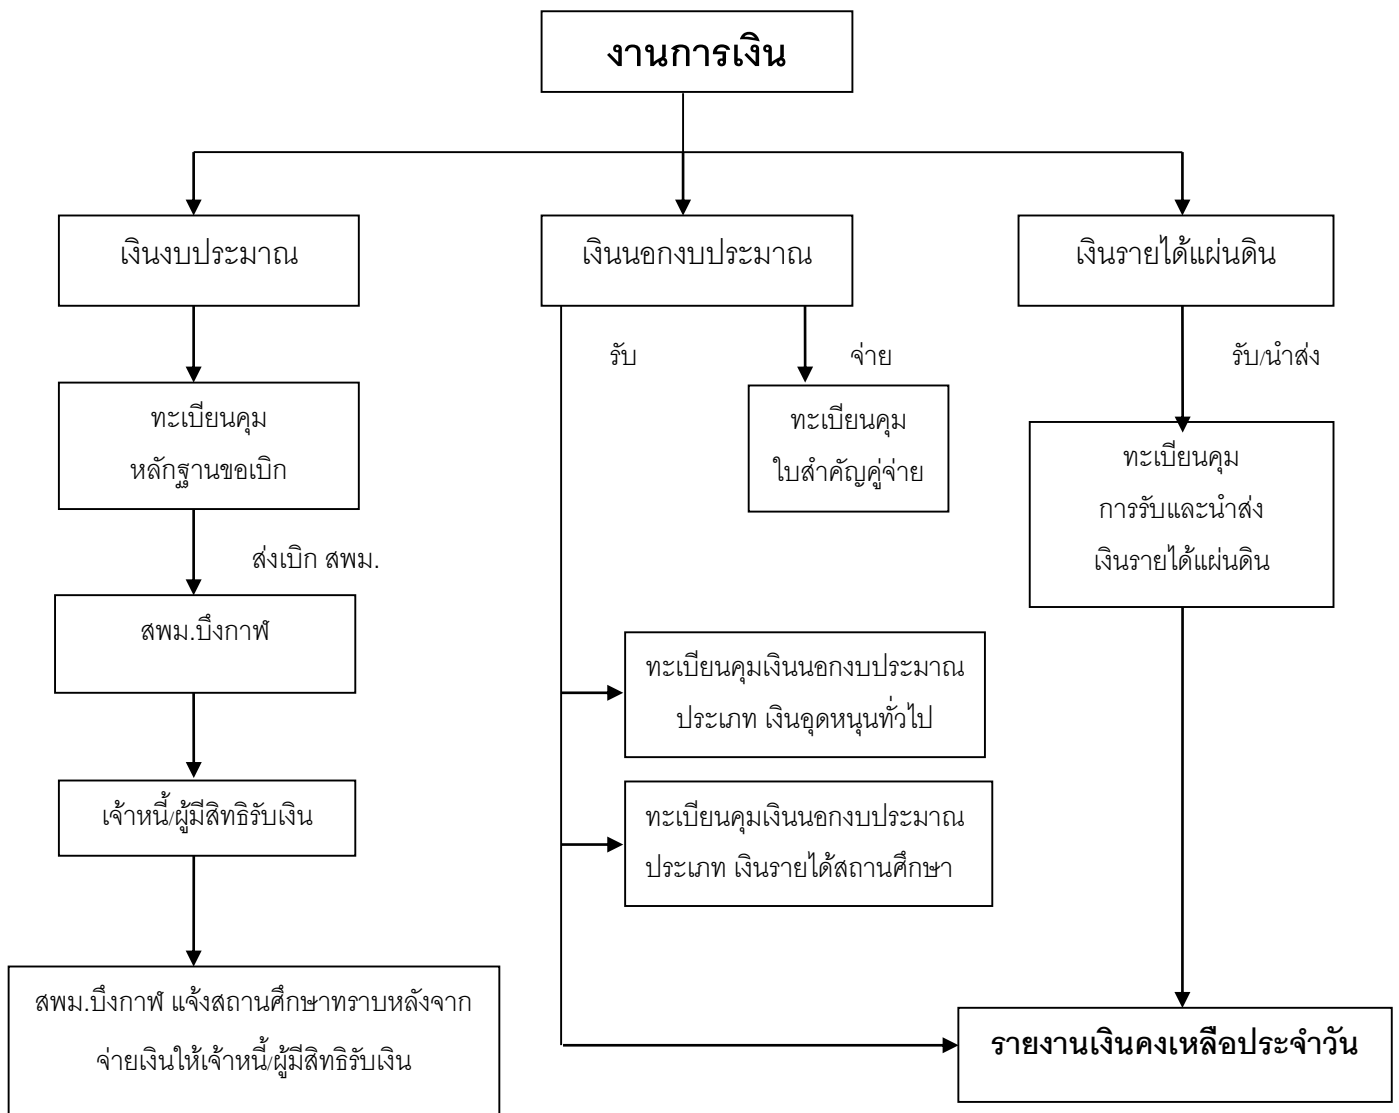 งานการเงิน
เงินงบประมาณ
เงินนอกงบประมาณ
เงินรายได้แผ่นดิน
รับ
จ่าย
รับ/นำส่ง
ทะเบียนคุม
หลักฐานขอเบิก
ทะเบียนคุม
ใบสำคัญคู่จ่าย
ทะเบียนคุม
การรับและนำส่ง
เงินรายได้แผ่นดิน
ส่งเบิก สพม.
สพม.บึงกาฬ
ทะเบียนคุมเงินนอกงบประมาณ
ประเภท เงินอุดหนุนทั่วไป
เจ้าหนี้/ผู้มีสิทธิรับเงิน
ทะเบียนคุมเงินนอกงบประมาณ
ประเภท เงินรายได้สถานศึกษา
สพม.บึงกาฬ แจ้งสถานศึกษาทราบหลังจาก
จ่ายเงินให้เจ้าหนี้/ผู้มีสิทธิรับเงิน
รายงานเงินคงเหลือประจำวัน